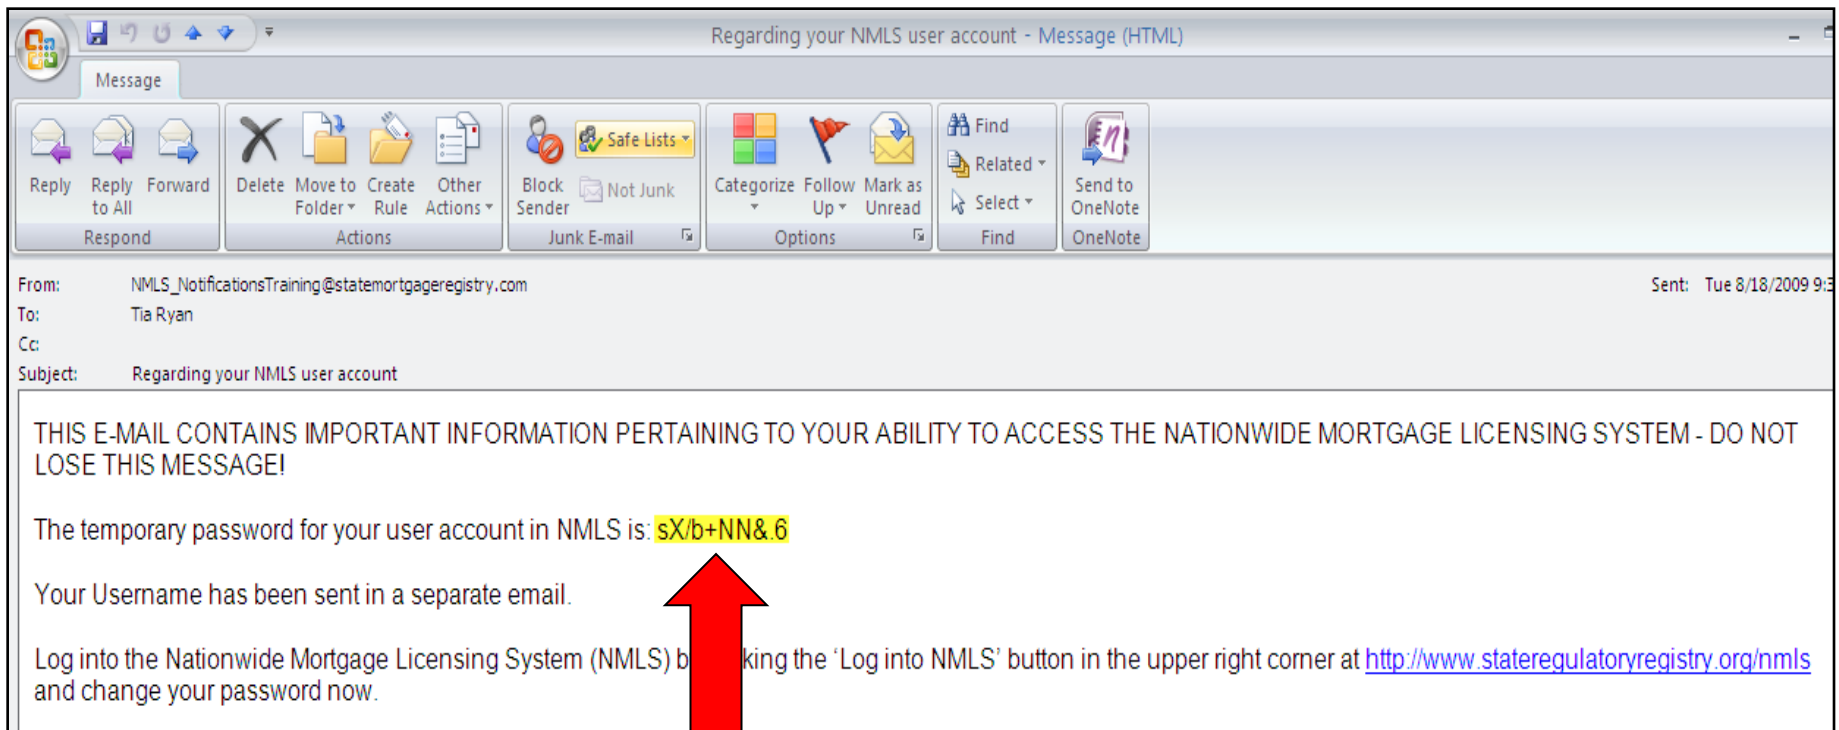 Regarding your NMLS user account - Message (HTML)
Message
Reply
Reply to All
Forward
Respond
Delete
Move to Folder
Create Rule
Other Actions
Actions
Block Sender
Safe Lists
Not Junk
Junk E-mail
Categorize
Follow Up
Mark as Unread
Options
Find
Related
Select
Find
Send to OneNote
OneNote
From: NMLS_NotificationsTraining@statemortgageregistry.com Sent: Tue 8/18/2009
To: Tia Ryan
Cc:
Subject: Regarding your NMLS user account
THIS E-MAIL CONTAINS IMPORTANT INFORMATION PERTAINING TO YOUR ABILITY TO ACCESS THE NATIONWIDE MORTGAGE LICENSING SYSTEM - DO NOT
LOSE THIS MESSAGE!
The temporary password for your user account in NMLS is: sX/b+NN&.6
Your Username has been sent in a separate email.
Log into the Nationwide Mortgage Licensing System (NMLS) b king the ‘Log into NMLS’ button in the upper right corner at http://www.stateregulatoryregistry.org/nmls
and change your password now.